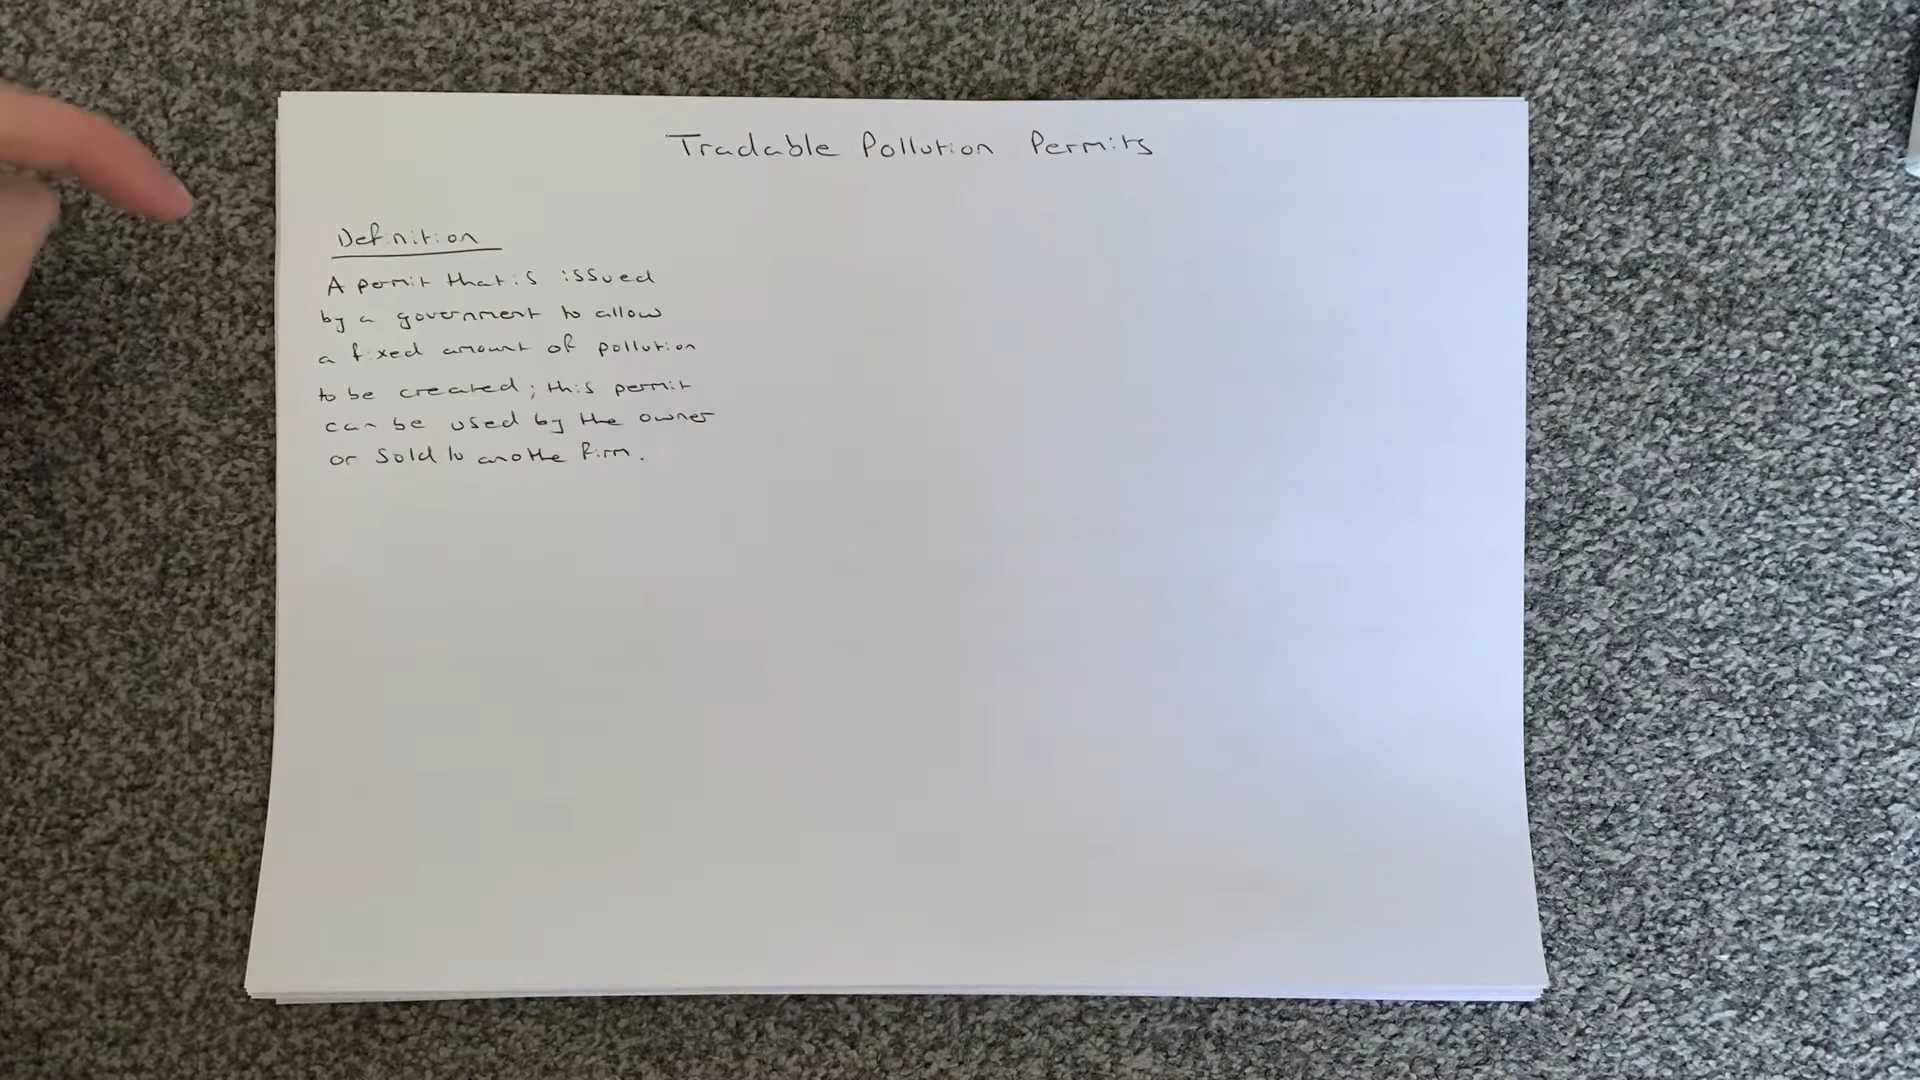 Tradable Pollution Permits
Definition
A permit that is issued
by a government to allow
a fixed amount of pollution
to be created; this permit
can be used by the owner
or sold to anothe firm.